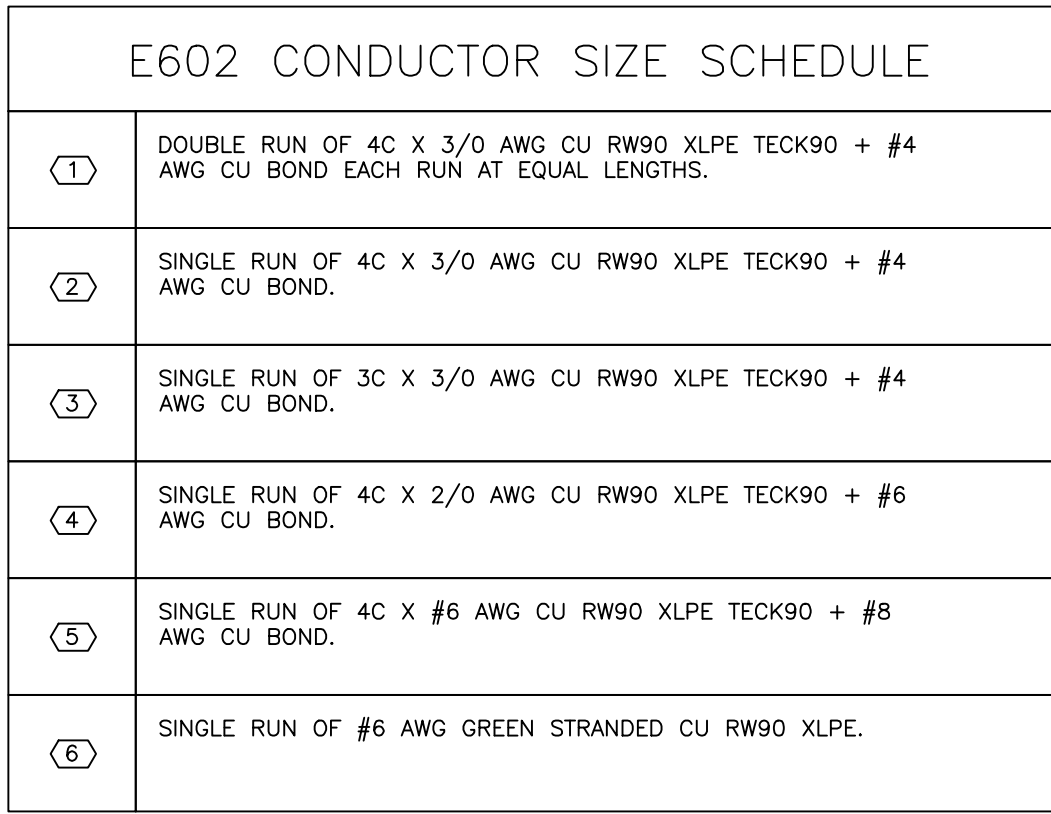 E602 CONDUCTOR SIZE SCHEDULE
1
DOUBLE RUN OF 4C X 3/0 AWG CU RW90 XLPE TECK90 + #4
AWG CU BOND EACH RUN AT EQUAL LENGTHS.
2
SINGLE RUN OF 4C X 3/0 AWG CU RW90 XLPE TECK90 + #4
AWG CU BOND.
3
SINGLE RUN OF 3C X 3/0 AWG CU RW90 XLPE TECK90 + #4
AWG CU BOND.
4
SINGLE RUN OF 4C X 2/0 AWG CU RW90 XLPE TECK90 + #6
AWG CU BOND.
5
SINGLE RUN OF 4C X #6 AWG CU RW90 XLPE TECK90 + #8
AWG CU BOND.
6
SINGLE RUN OF #6 AWG GREEN STRANDED CU RW90 XLPE.